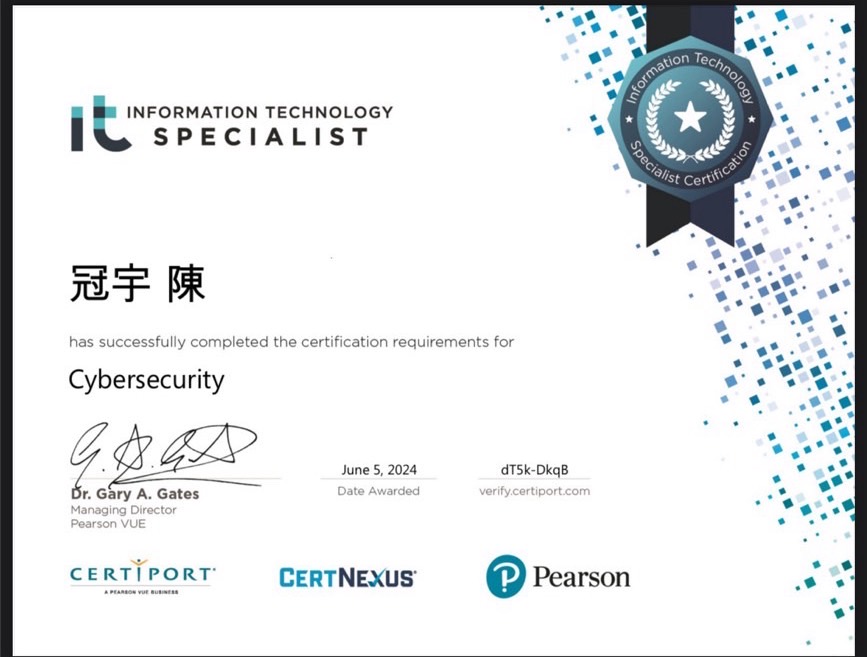 it INFORMATION TECHNOLOGY
SPECIALIST
Information Technology
Specialist Certification
冠宇 陳
has successfully completed the certification requirements for
Cybersecurity
Dr. Gary A. Gates
Managing Director
Pearson VUE
June 5, 2024
Date Awarded
dT5k-DkqB
verify.certiport.com
CERTIPORT
A PEARSON VUE BUSINESS
CERTNEXUS
P Pearson